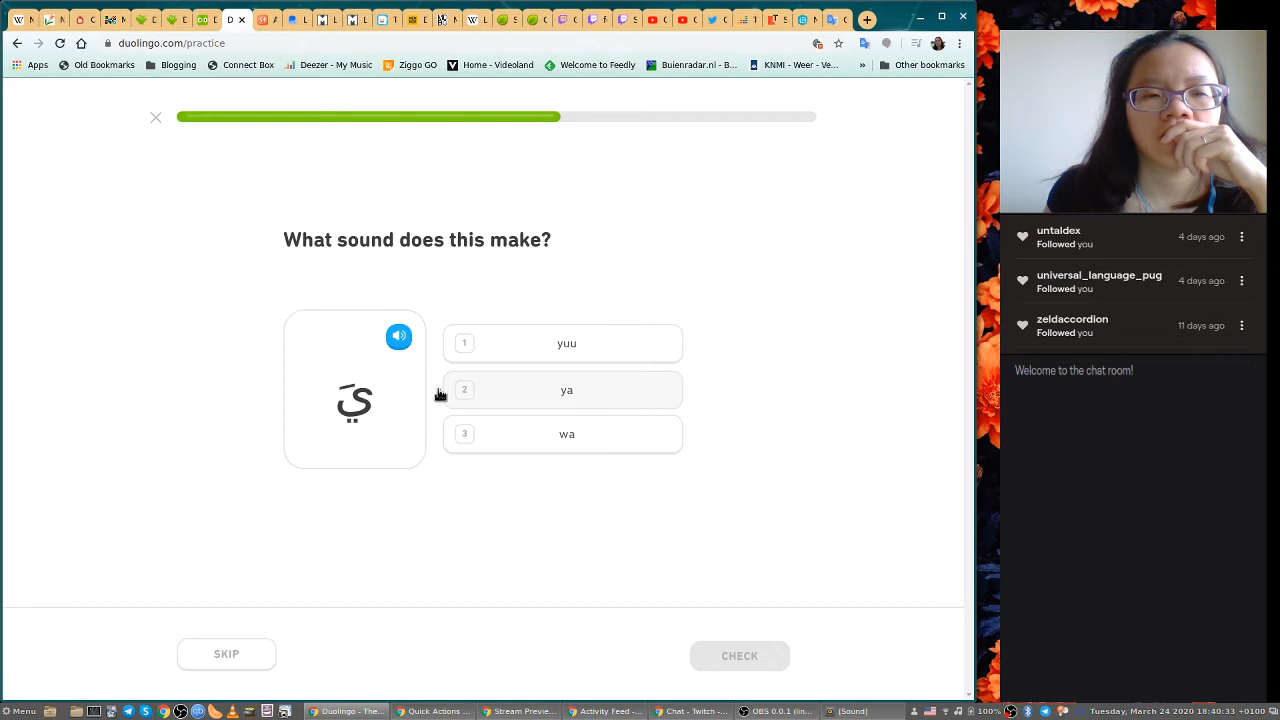 duolingo.com/practice
Apps
Old Bookmarks
Blogging
Connect Box
Deezer - My Music
Ziggo GO
Home - Videoland
Welcome to Feedly
Buienradar.nl - B...
KNMI - Weer - Ve...
»
Other bookmarks
What sound does this make?
يَ
1 yuu
2 ya
3 wa
SKIP
CHECK
untaldex
Followed you
4 days ago
universal_language_pug
Followed you
4 days ago
zeldaccordion
Followed you
11 days ago
Welcome to the chat room!
Menu
Duolingo - The...
Quick Actions ...
Stream Previe...
Activity Feed -...
Chat - Twitch -...
OBS 0.0.1 (lin...
[Sound]
100%
Tuesday, March 24 2020 18:40:33 +0100